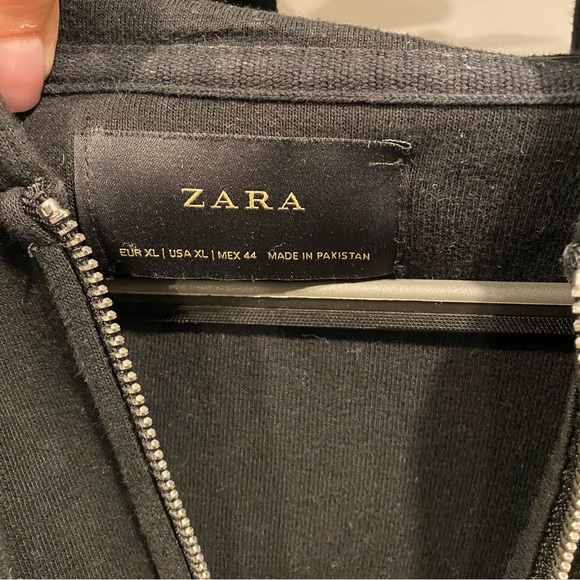 ZARA
EUR XL | USA XL | MEX 44 MADE IN PAKISTAN